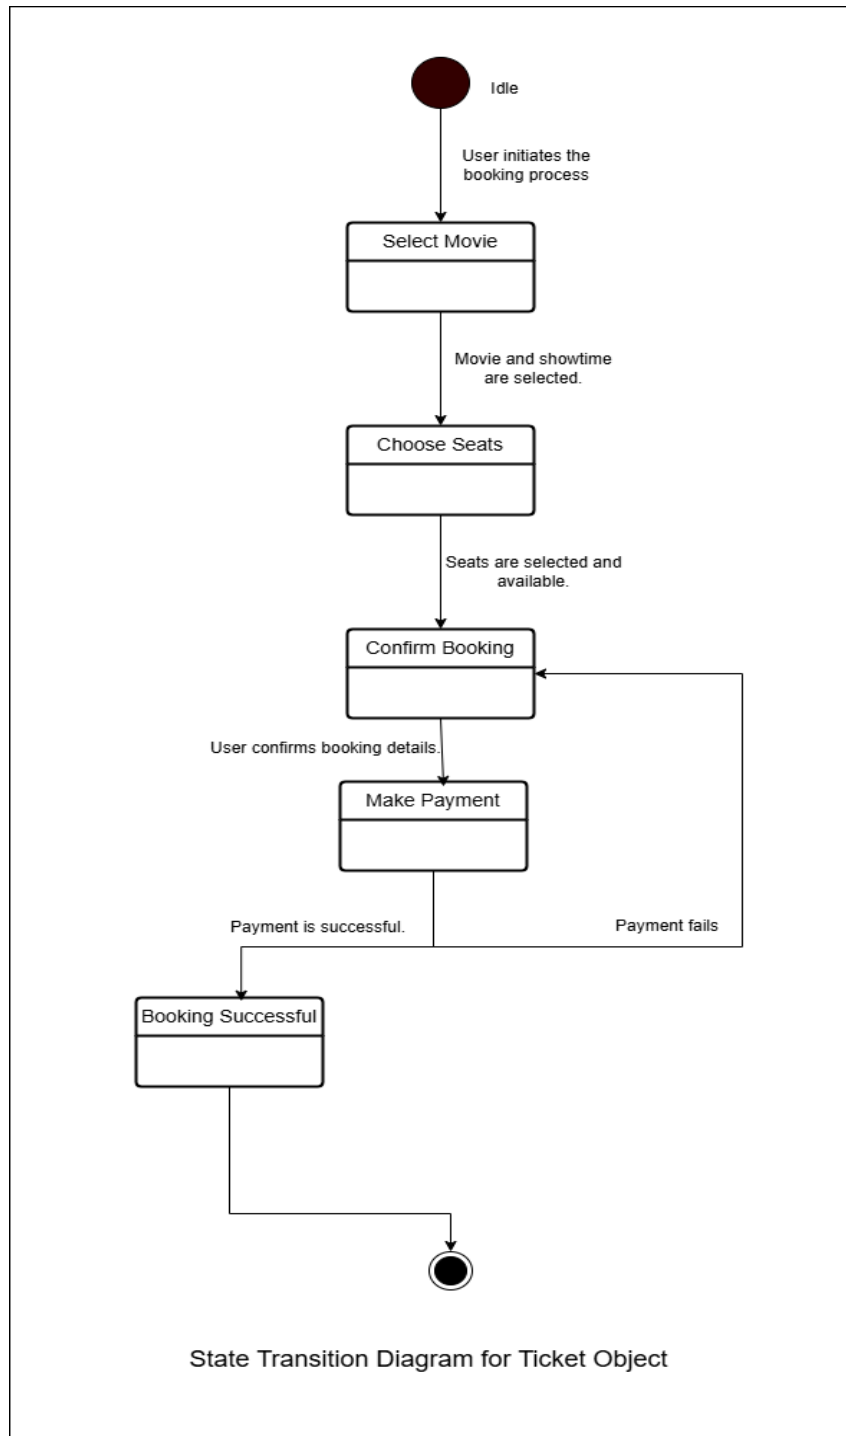 Idle
User initiates the
booking process
Select Movie
Movie and showtime
are selected.
Choose Seats
Seats are selected and
available.
Confirm Booking
User confirms booking details.
Make Payment
Payment is successful.
Payment fails
Booking Successful
State Transition Diagram for Ticket Object